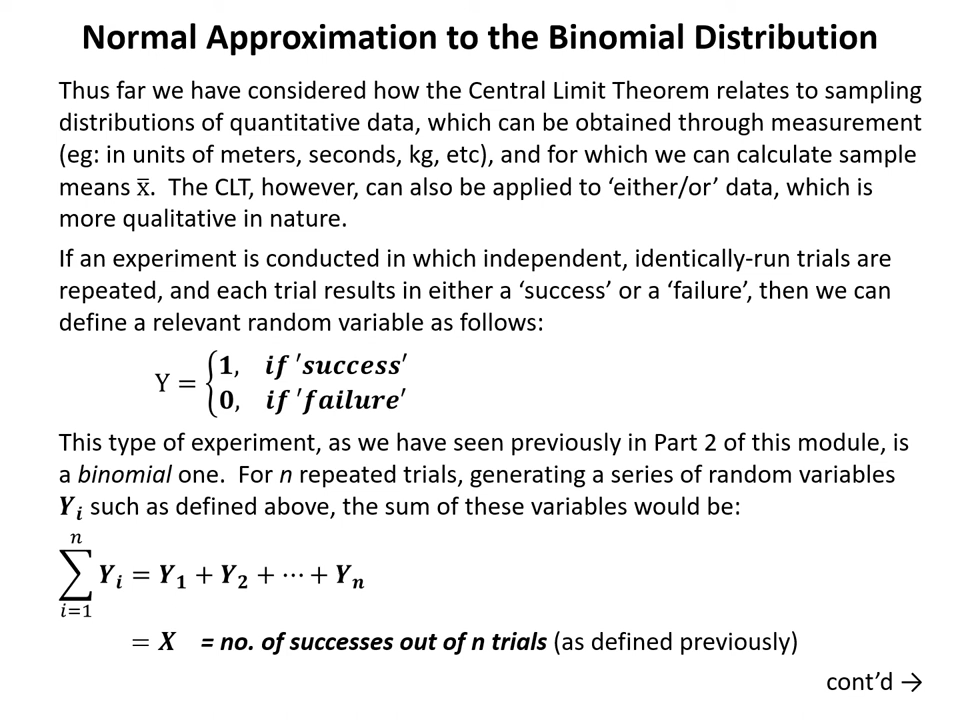 Normal Approximation to the Binomial Distribution
Thus far we have considered how the Central Limit Theorem relates to sampling
distributions of quantitative data, which can be obtained through measurement
(eg: in units of meters, seconds, kg, etc), and for which we can calculate sample
means x̅.  The CLT, however, can also be applied to ‘either/or’ data, which is
more qualitative in nature.
If an experiment is conducted in which independent, identically-run trials are
repeated, and each trial results in either a ‘success’ or a ‘failure’, then we can
define a relevant random variable as follows:
Y = {1, if 'success'
0, if 'failure'
This type of experiment, as we have seen previously in Part 2 of this module, is
a binomial one.  For n repeated trials, generating a series of random variables
Yᵢ such as defined above, the sum of these variables would be:
n
∑ Yᵢ = Y₁ + Y₂ + ⋯ + Yₙ
i=1
= X = no. of successes out of n trials (as defined previously)
cont’d →